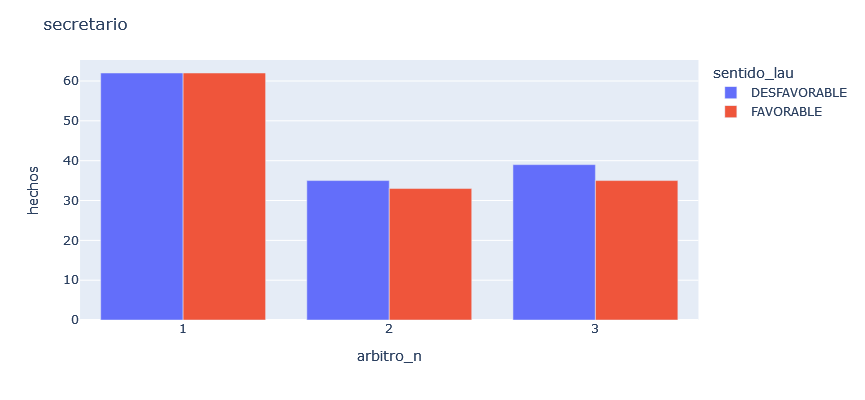 secretario
sentido_lau
DESFAVORABLE
FAVORABLE
hechos
60
50
40
30
20
10
0
1
2
3
arbitro_n